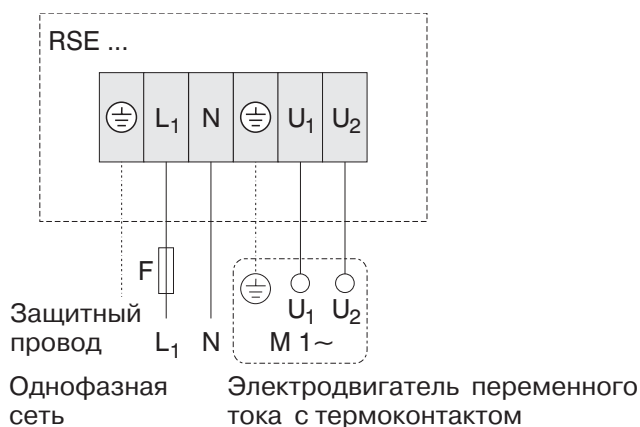 RSE ...
L1 N U1 U2
F
U1 U2
Защитный
провод L1 N M 1~
Однофазная Электродвигатель переменного
сеть тока с термоконтактом